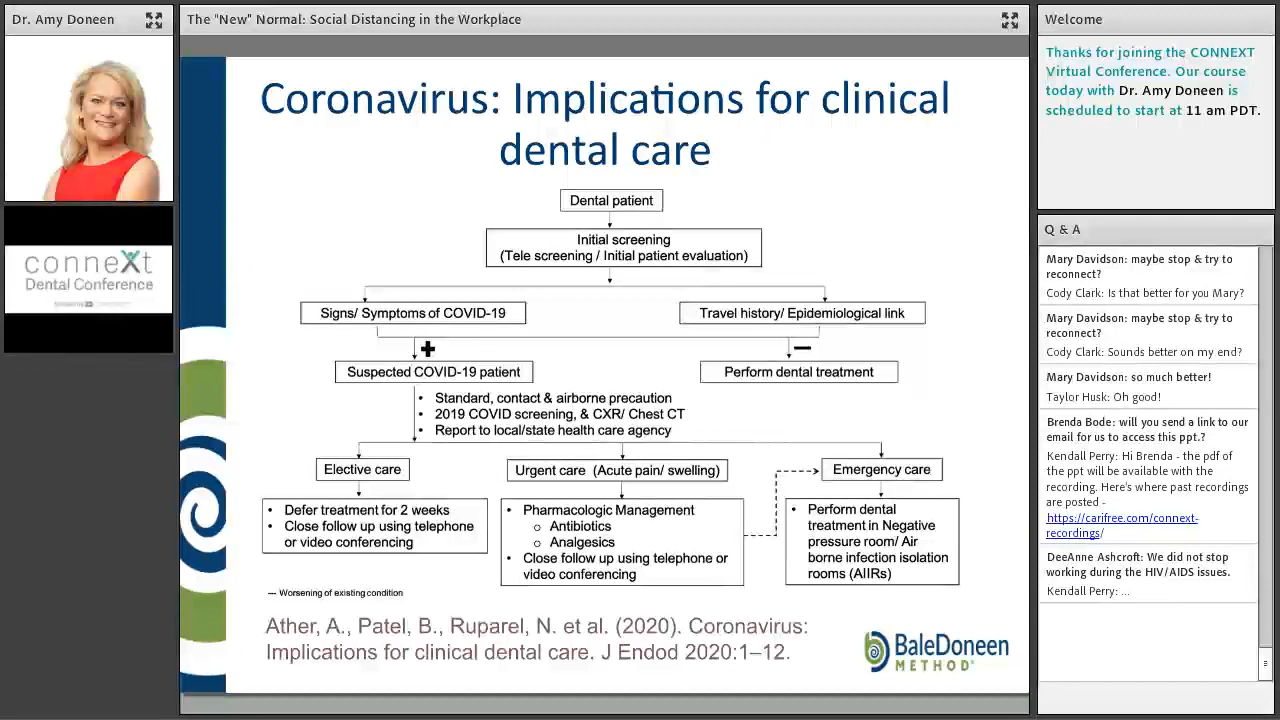 Dr. Amy Doneen
The "New" Normal: Social Distancing in the Workplace
Welcome
Thanks for joining the CONNEXT
Virtual Conference. Our course
today with Dr. Amy Doneen is
scheduled to start at 11 am PDT.
conneXt
Dental Conference
Coronavirus: Implications for clinical
dental care
Dental patient
Initial screening
(Tele screening / Initial patient evaluation)
Signs/ Symptoms of COVID-19
Travel history/ Epidemiological link
+
−
Suspected COVID-19 patient
Perform dental treatment
• Standard, contact & airborne precaution
• 2019 COVID screening, & CXR/ Chest CT
• Report to local/state health care agency
Elective care
Urgent care (Acute pain/ swelling)
Emergency care
• Defer treatment for 2 weeks
• Close follow up using telephone
or video conferencing
• Pharmacologic Management
o Antibiotics
o Analgesics
• Close follow up using telephone or
video conferencing
• Perform dental
treatment in Negative
pressure room/ Air
borne infection isolation
rooms (AIIRs)
--- Worsening of existing condition
Ather, A., Patel, B., Ruparel, N. et al. (2020). Coronavirus:
Implications for clinical dental care. J Endod 2020:1–12.
BaleDoneen
METHOD®
Q & A
Mary Davidson: maybe stop & try to
reconnect?
Cody Clark: Is that better for you Mary?
Mary Davidson: maybe stop & try to
reconnect?
Cody Clark: Sounds better on my end?
Mary Davidson: so much better!
Taylor Husk: Oh good!
Brenda Bode: will you send a link to our
email for us to access this ppt.?
Kendall Perry: Hi Brenda - the pdf of
the ppt will be available with the
recording. Here's where past recordings
are posted -
https://carifree.com/connext-
recordings/
DeeAnne Ashcroft: We did not stop
working during the HIV/AIDS issues.
Kendall Perry: ...